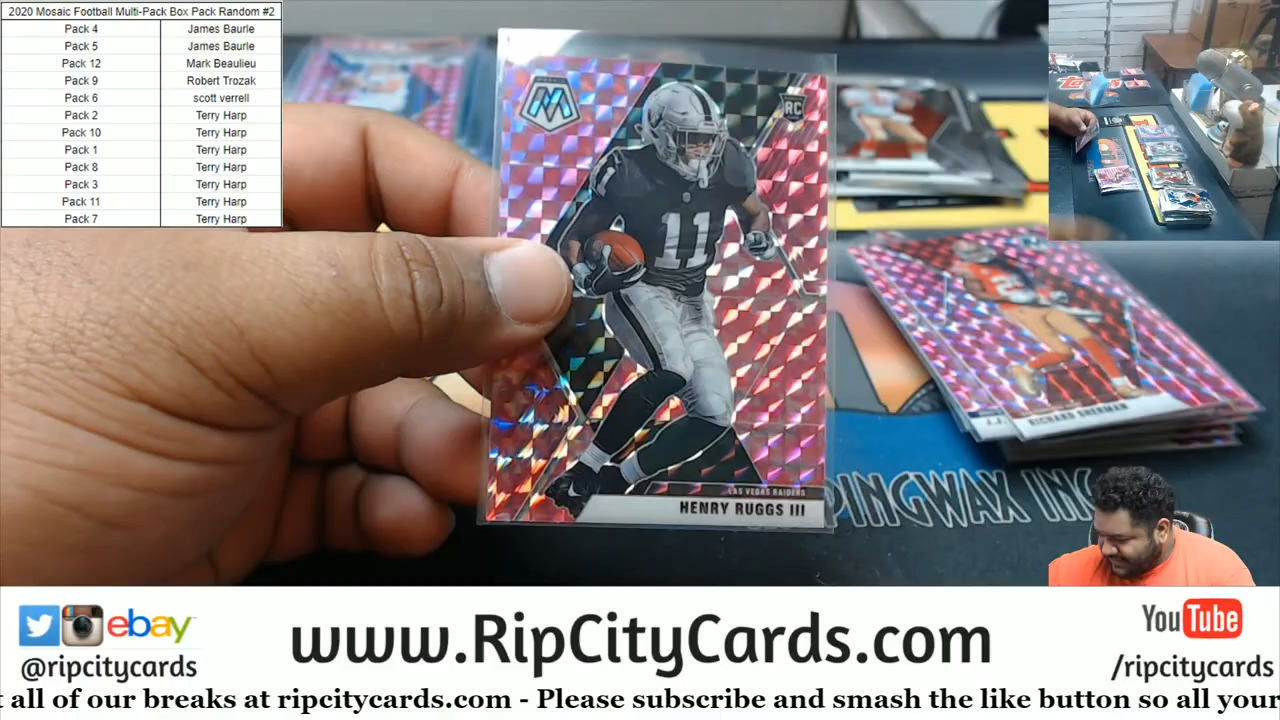 2020 Mosaic Football Multi-Pack Box Pack Random #2
Pack 4 James Baurle
Pack 5 James Baurle
Pack 12 Mark Beaulieu
Pack 9 Robert Trozak
Pack 6 scott verrell
Pack 2 Terry Harp
Pack 10 Terry Harp
Pack 1 Terry Harp
Pack 8 Terry Harp
Pack 3 Terry Harp
Pack 11 Terry Harp
Pack 7 Terry Harp
MOSAIC
RC
11
LAS VEGAS RAIDERS
HENRY RUGGS III
J.J.
RICHARD SHERMAN
PINGWAX INC
ebay
@ripcitycards
www.RipCityCards.com
YouTube
/ripcitycards
t all of our breaks at ripcitycards.com - Please subscribe and smash the like button so all your